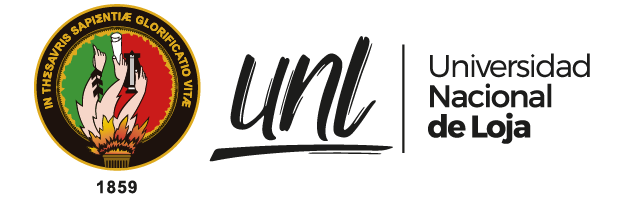 IN THESAVRIS SAPIENTIÆ GLORIFICATIO VITÆ
1859
unl
Universidad
Nacional
de Loja